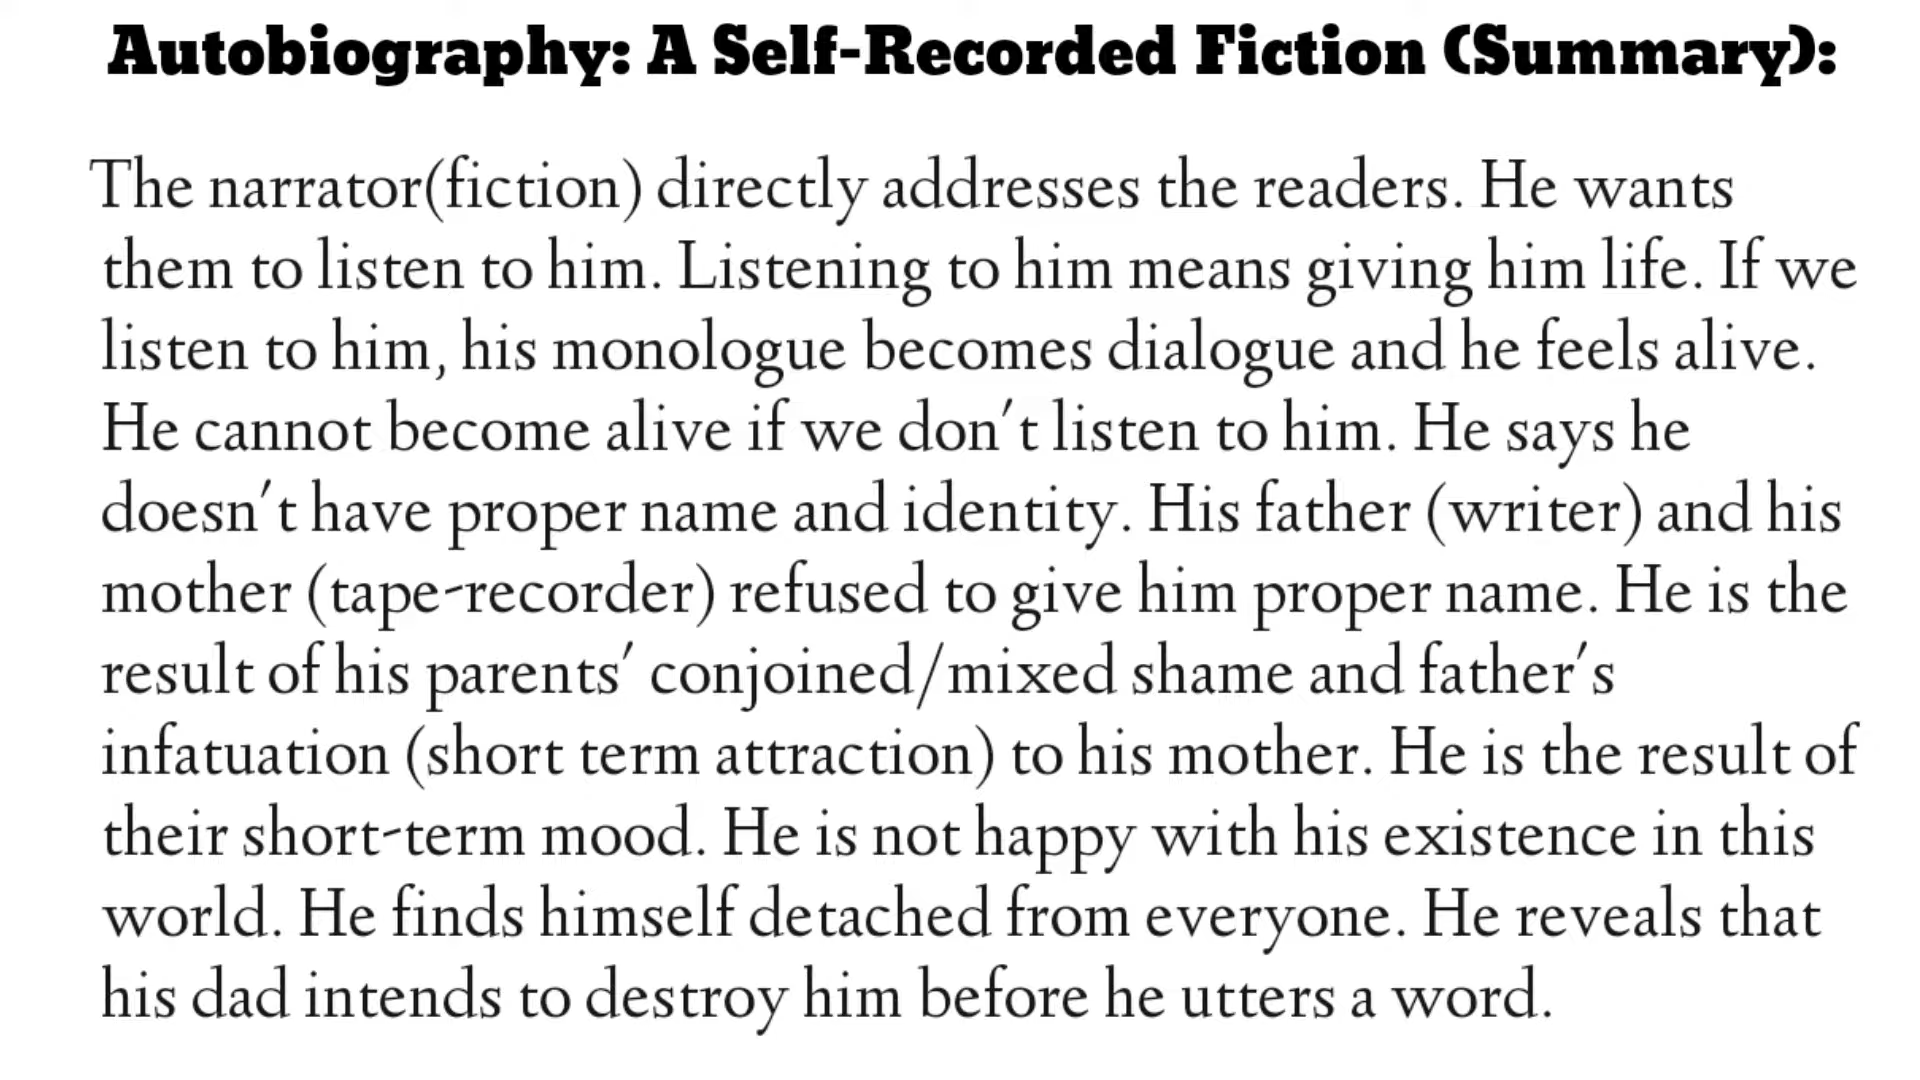 Autobiography: A Self-Recorded Fiction (Summary):
The narrator(fiction) directly addresses the readers. He wants
them to listen to him. Listening to him means giving him life. If we
listen to him, his monologue becomes dialogue and he feels alive.
He cannot become alive if we don't listen to him. He says he
doesn't have proper name and identity. His father (writer) and his
mother (tape-recorder) refused to give him proper name. He is the
result of his parents' conjoined/mixed shame and father's
infatuation (short term attraction) to his mother. He is the result of
their short-term mood. He is not happy with his existence in this
world. He finds himself detached from everyone. He reveals that
his dad intends to destroy him before he utters a word.